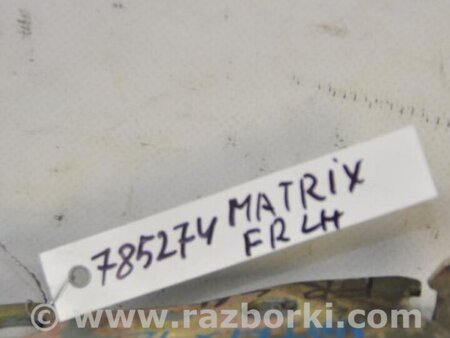 785274 MATRIX
FR LH
www.razborki.com